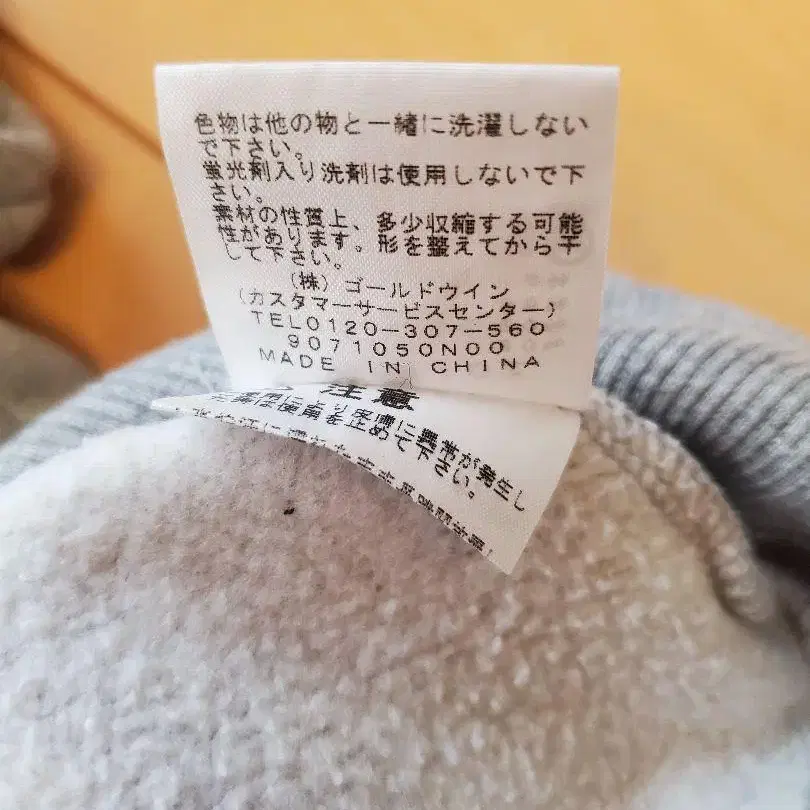 色物は他の物と一緒に洗濯しない
で下さい。
蛍光剤入り洗剤は使用しないで下
さい。
素材の性質上、多少収縮する可能
性があります。形を整えてから干
して下さい。
(株)ゴールドウイン
(カスタマーサービスセンター)
TEL0120-307-560
9071050N00
MADE IN CHINA
注意
に異常が発生し
使用を止めて下さい。